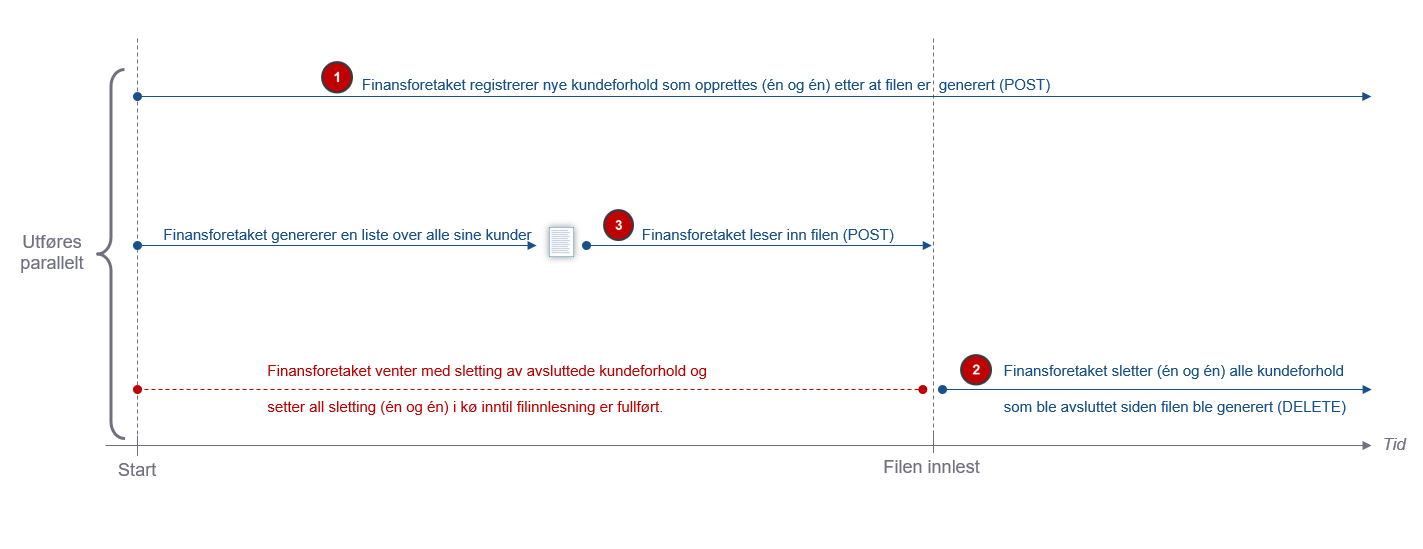 1
Finansforetaket registrerer nye kundeforhold som opprettes (én og én) etter at filen er generert (POST)
Utføres
parallelt
Finansforetaket genererer en liste over alle sine kunder
3
Finansforetaket leser inn filen (POST)
Finansforetaket venter med sletting av avsluttede kundeforhold og
setter all sletting (én og én) i kø inntil filinnlesning er fullført.
2
Finansforetaket sletter (én og én) alle kundeforhold
som ble avsluttet siden filen ble generert (DELETE)
Tid
Start
Filen innlest